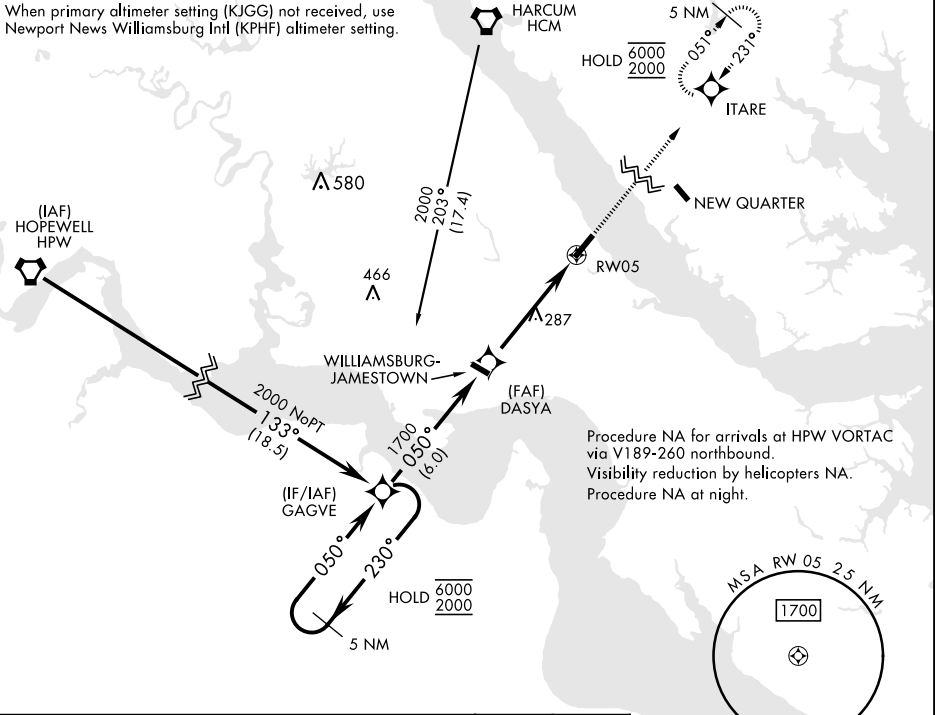 When primary altimeter setting (KJGG) not received, use
Newport News Williamsburg Intl (KPHF) altimeter setting.
HARCUM
HCM
5 NM
051°
231°
HOLD 6000
2000
ITARE
580
2000
203°
(17.4)
NEW QUARTER
(IAF)
HOPEWELL
HPW
466
RW05
287
WILLIAMSBURG-
JAMESTOWN
(FAF)
DASYA
2000 NoPT
133°
(18.5)
1700
050°
(6.0)
Procedure NA for arrivals at HPW VORTAC
via V189-260 northbound.
Visibility reduction by helicopters NA.
Procedure NA at night.
(IF/IAF)
GAGVE
050°
230°
HOLD 6000
2000
5 NM
MSA RW 05 25 NM
1700